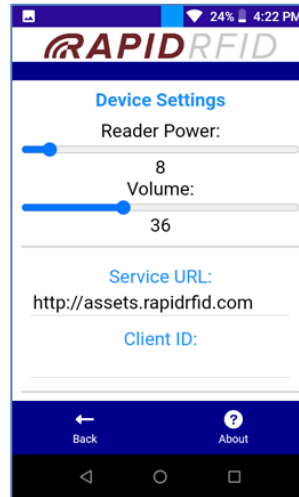 24% 4:22 PM
RAPIDRFID
Device Settings
Reader Power:
8
Volume:
36
Service URL:
http://assets.rapidrfid.com
Client ID:
Back
? About